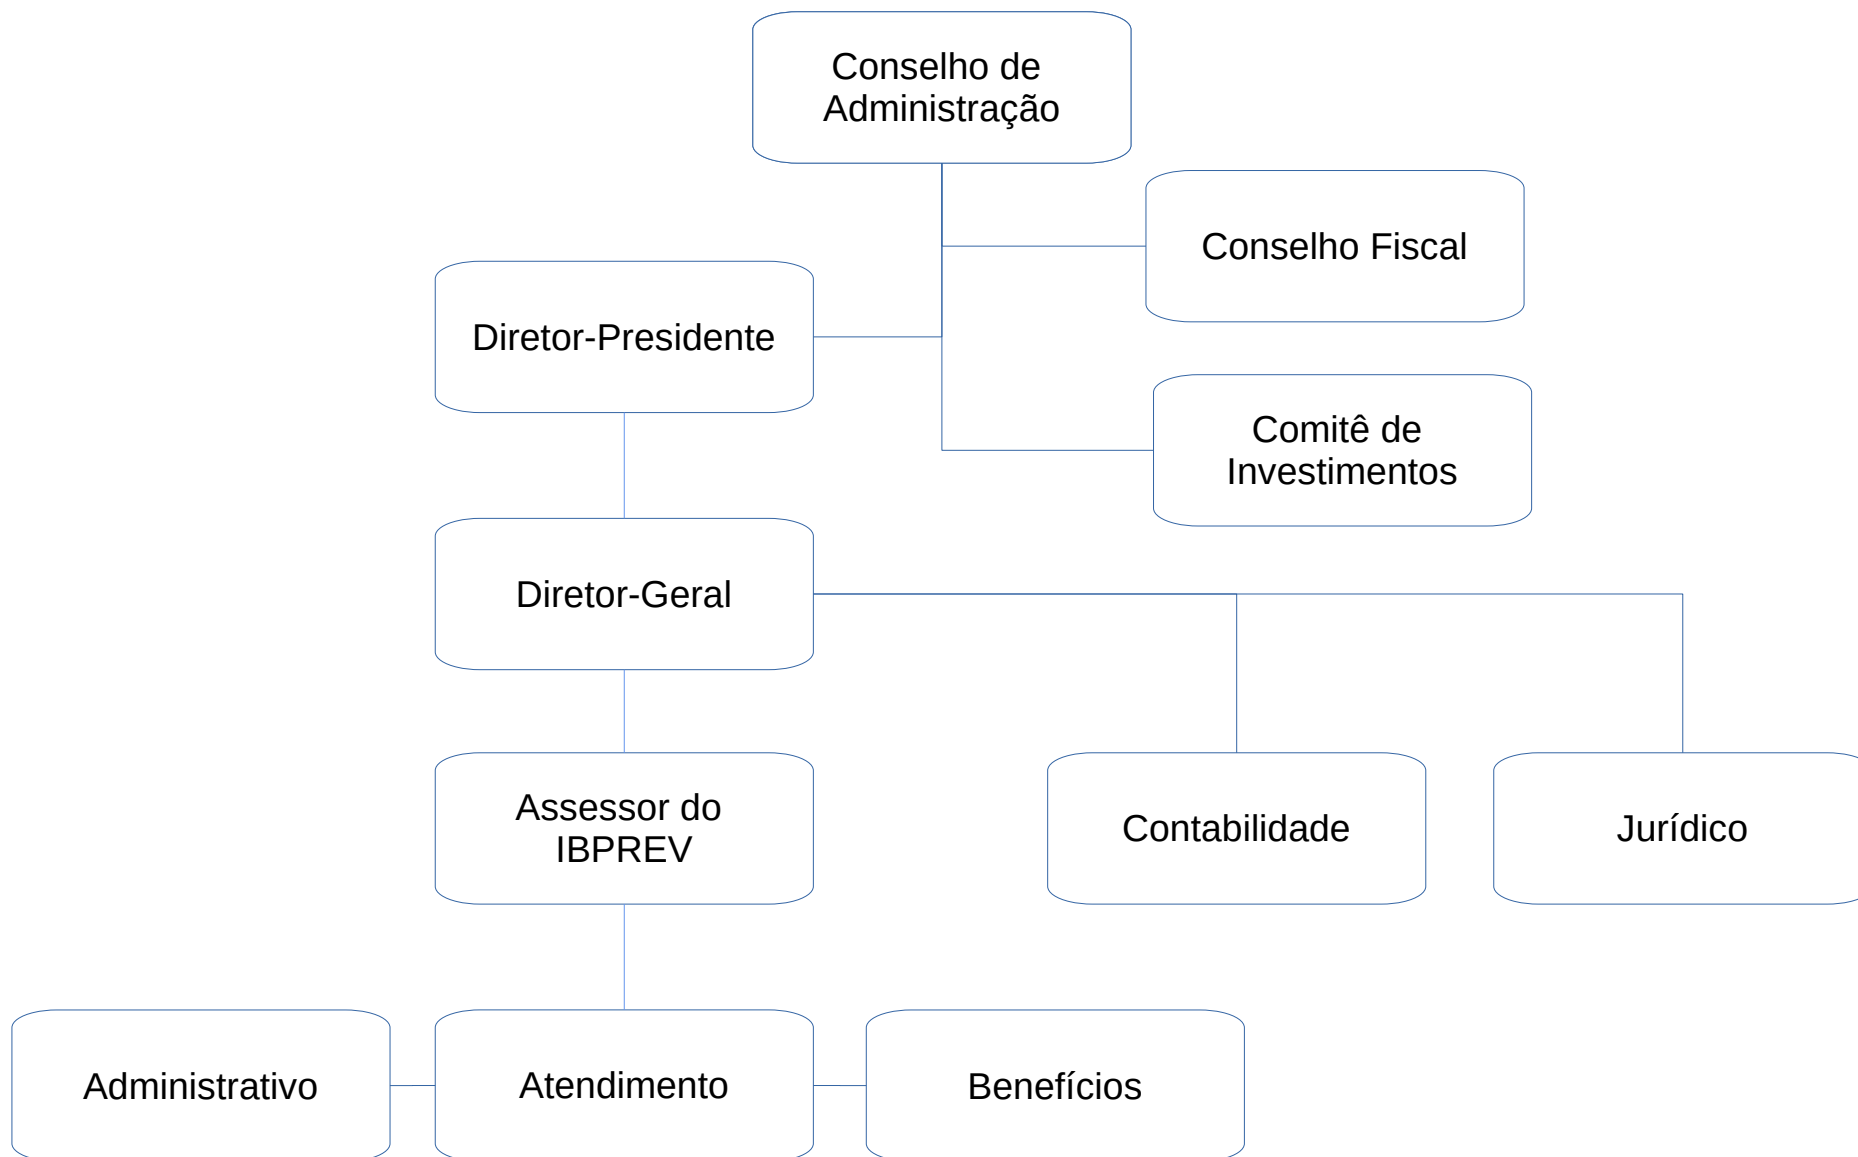 Conselho de
Administração
Conselho Fiscal
Diretor-Presidente
Comitê de
Investimentos
Diretor-Geral
Assessor do
IBPREV
Contabilidade
Jurídico
Administrativo
Atendimento
Benefícios